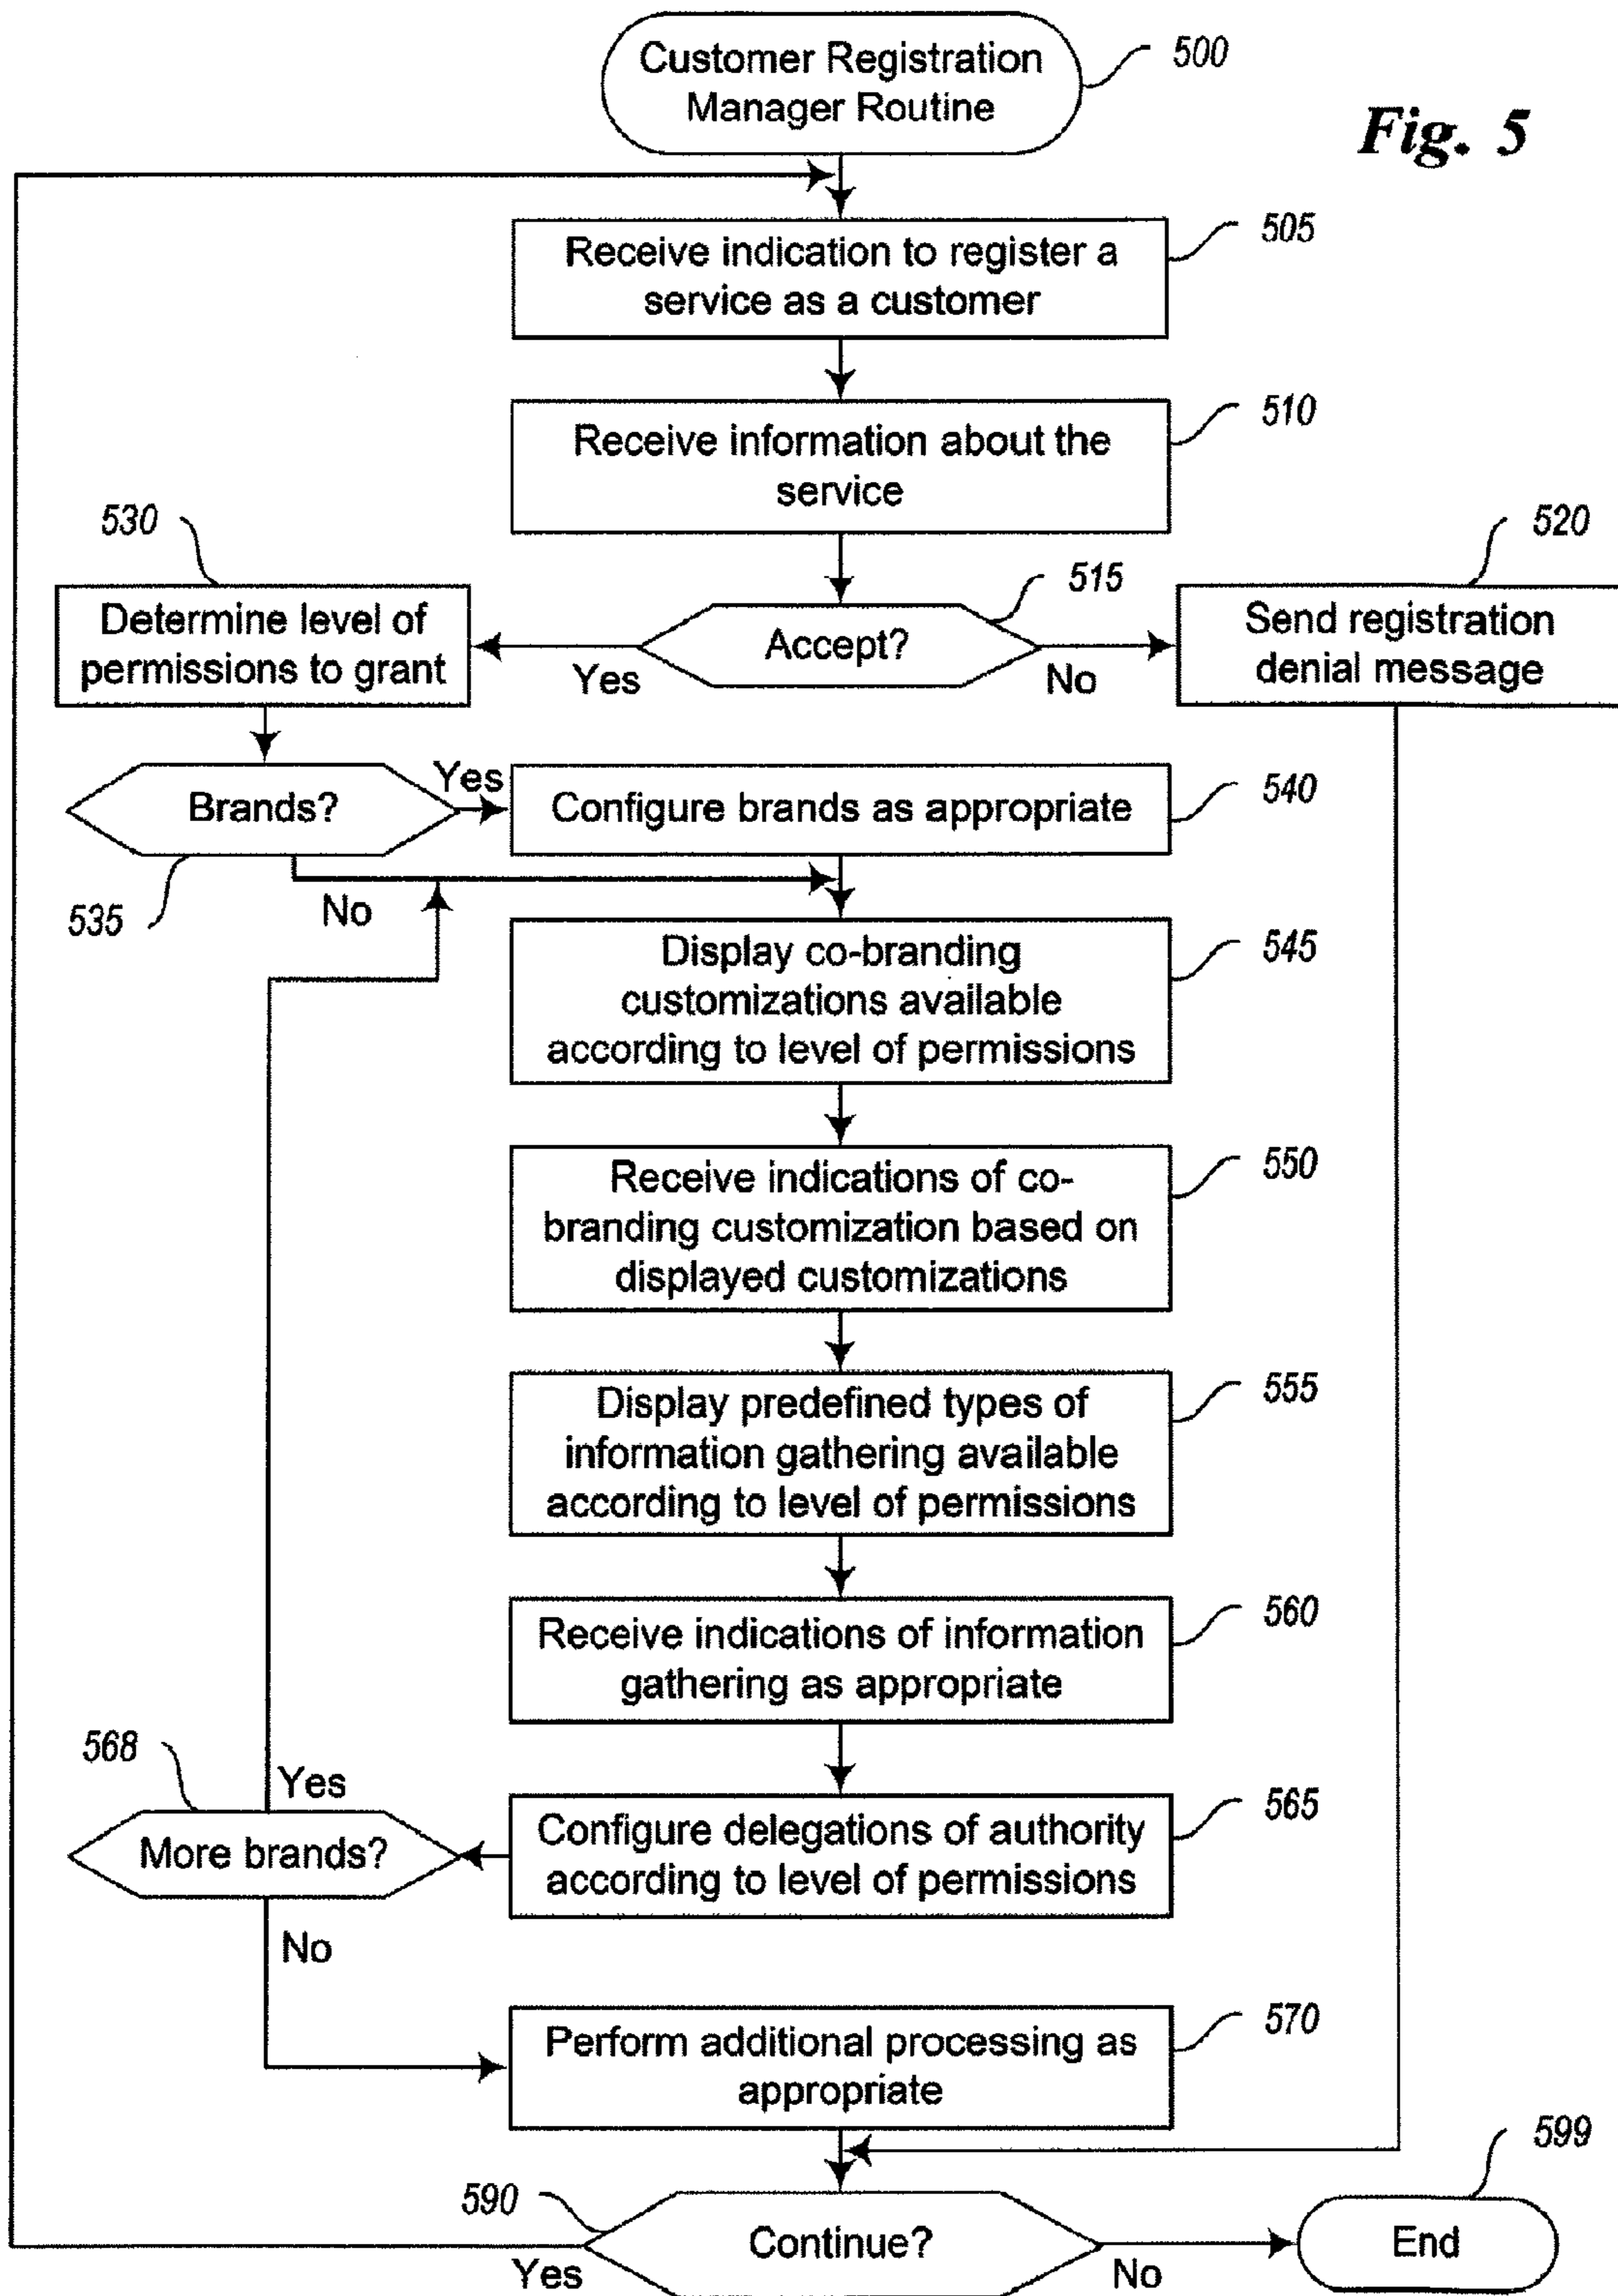 Customer Registration
Manager Routine
500
Fig. 5
Receive indication to register a
service as a customer
505
Receive information about the
service
510
530
520
515
Determine level of
permissions to grant
Accept?
Yes
No
Send registration
denial message
Brands?
Yes
Configure brands as appropriate
540
535
No
Display co-branding
customizations available
according to level of permissions
545
Receive indications of co-
branding customization based on
displayed customizations
550
Display predefined types of
information gathering available
according to level of permissions
555
Receive indications of information
gathering as appropriate
560
568
Yes
More brands?
Configure delegations of authority
according to level of permissions
565
No
Perform additional processing as
appropriate
570
590
599
Continue?
Yes
No
End